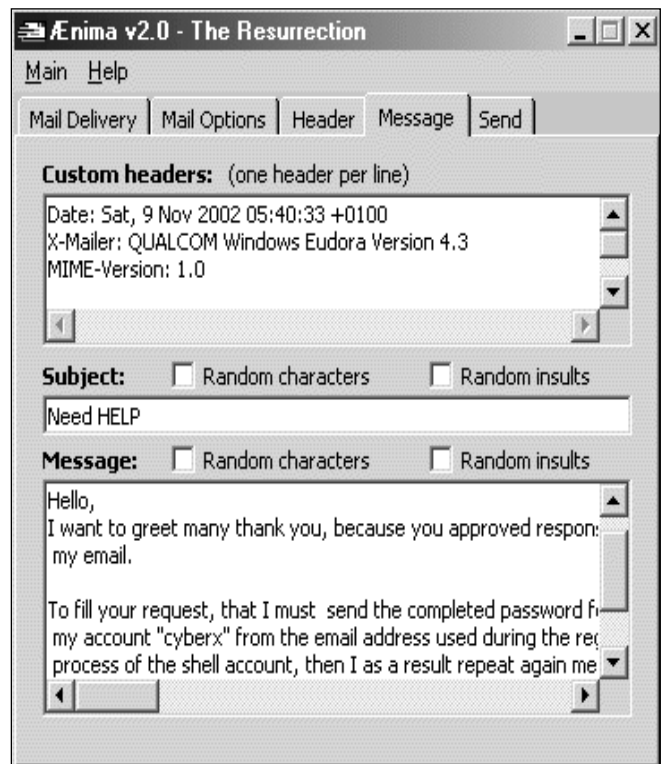 Ænima v2.0 - The Resurrection
Main Help
Mail Delivery Mail Options Header Message Send
Custom headers: (one header per line)
Date: Sat, 9 Nov 2002 05:40:33 +0100
X-Mailer: QUALCOM Windows Eudora Version 4.3
MIME-Version: 1.0
Subject: Random characters Random insults
Need HELP
Message: Random characters Random insults
Hello,
I want to greet many thank you, because you approved
my email.
To fill your request, that I must send the completed password
my account "cyberx" from the email address used during the
process of the shell account, then I as a result repeat again me